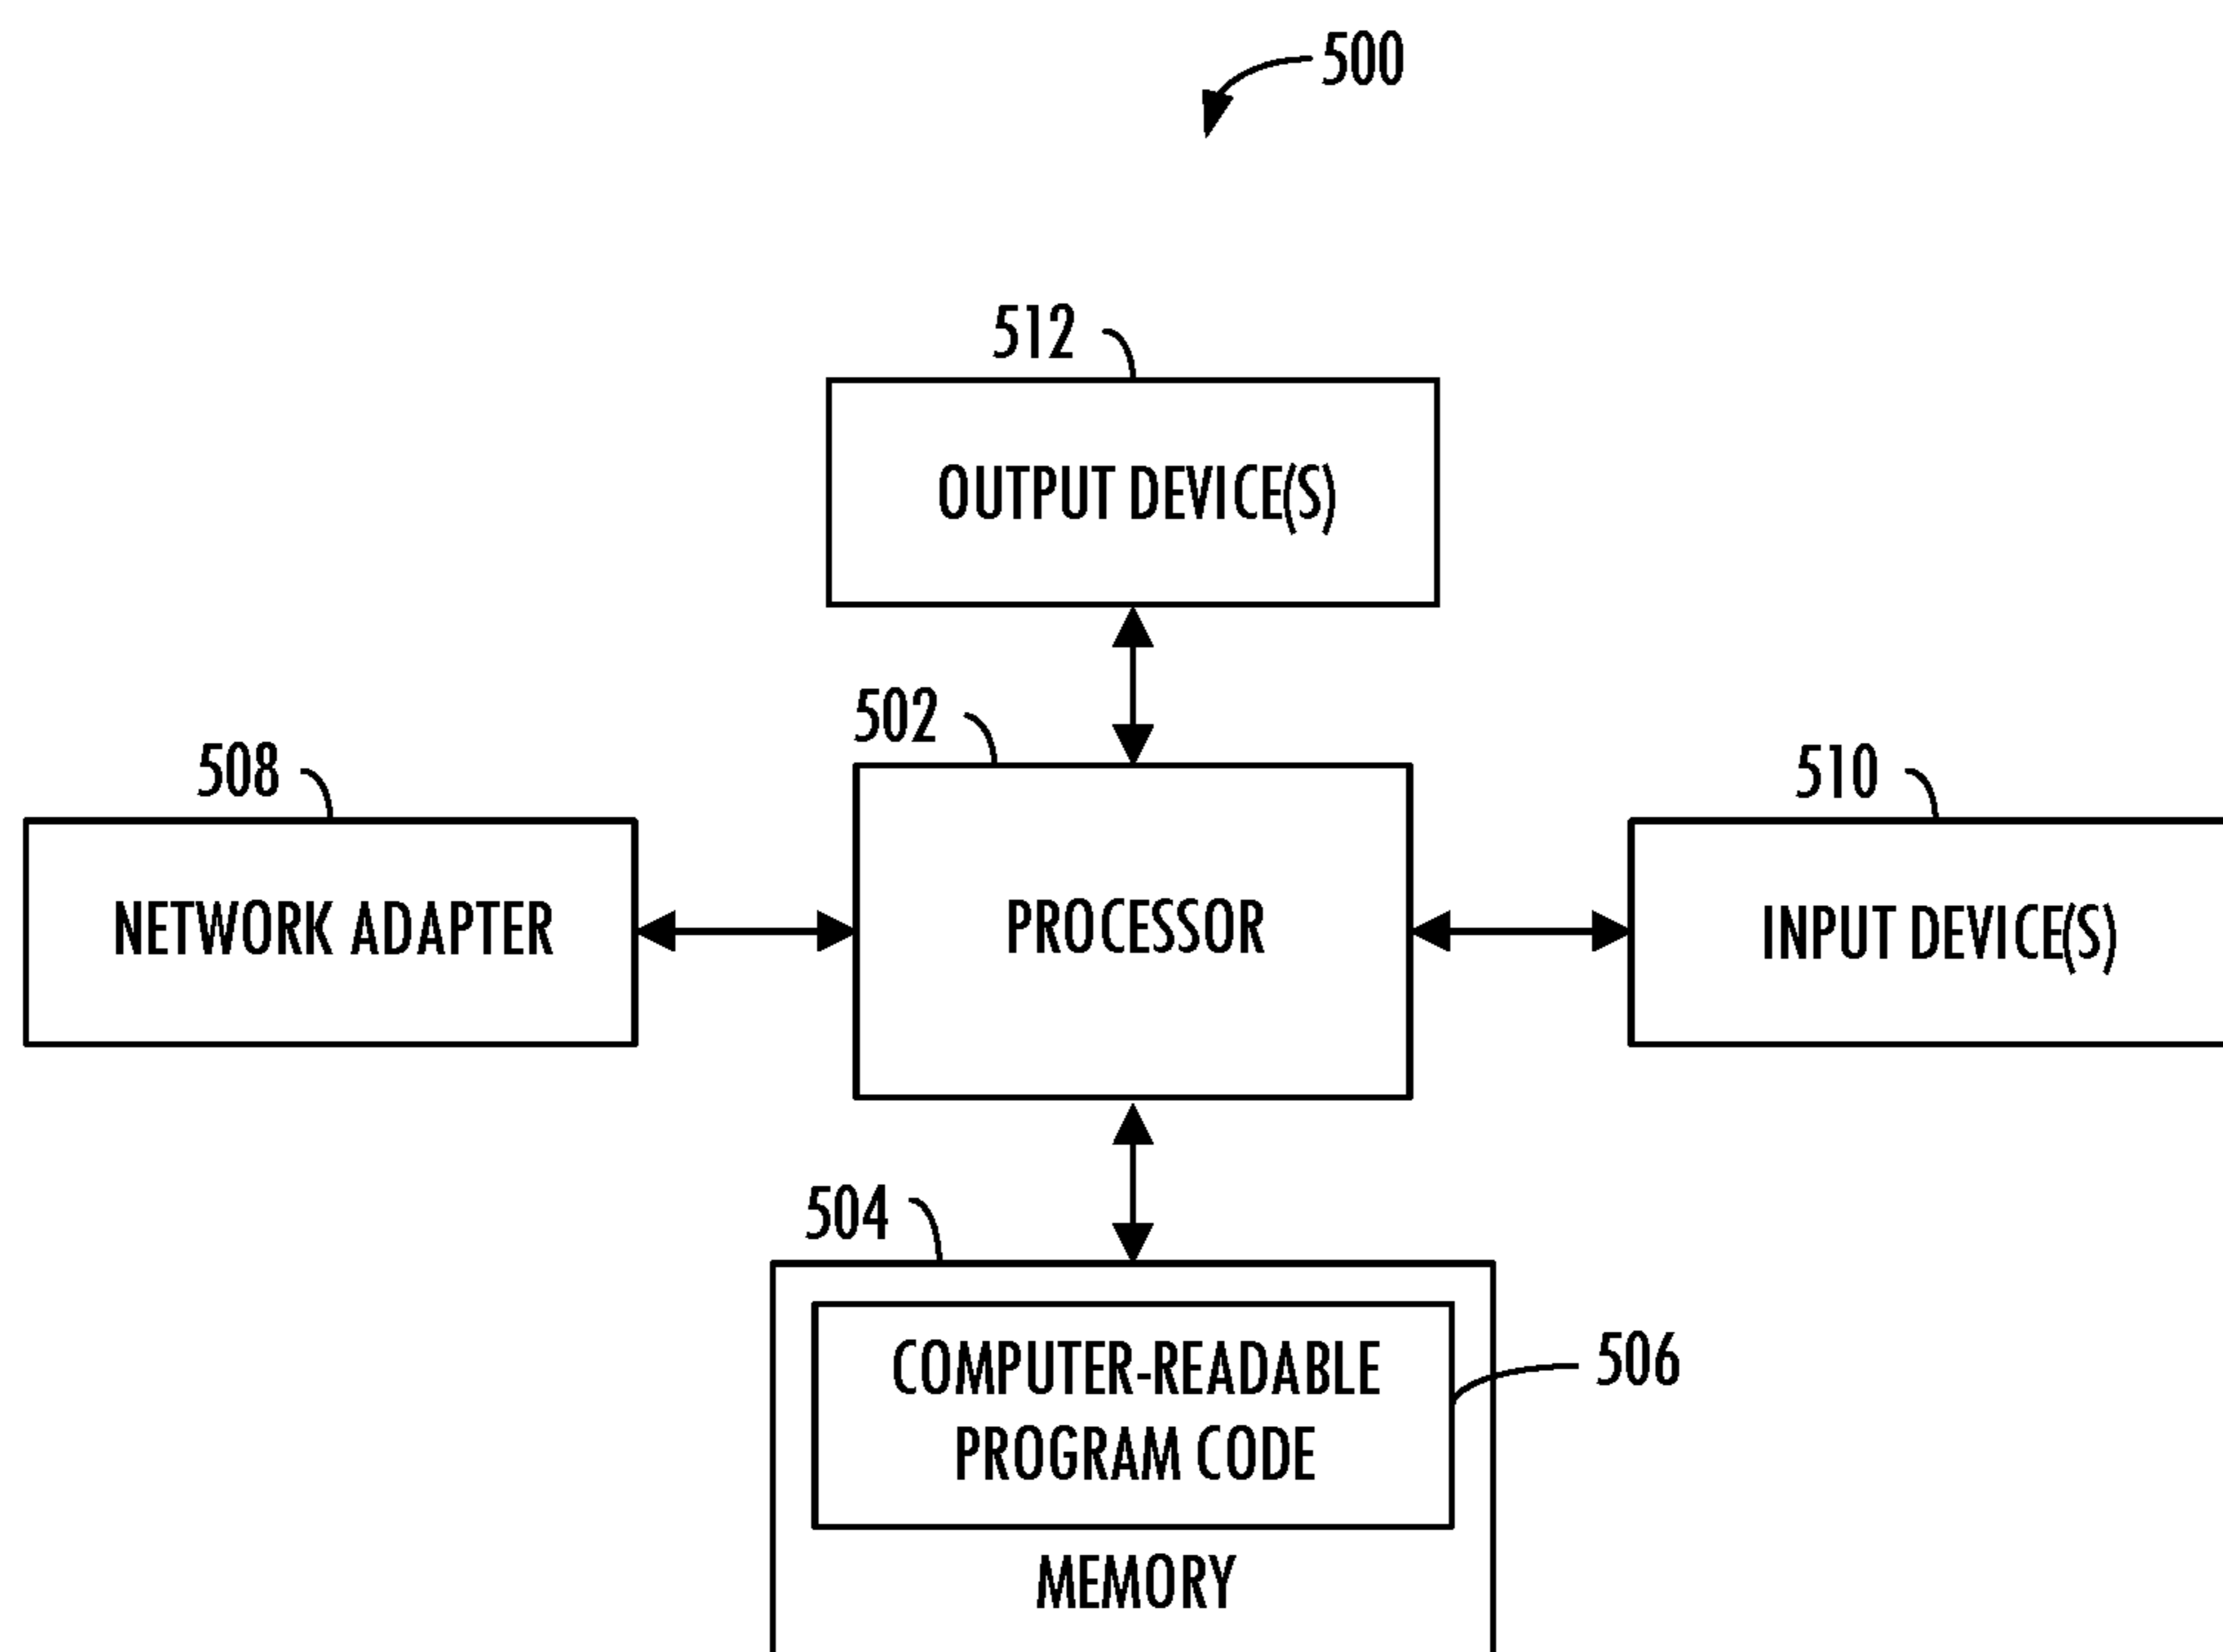 500
512
OUTPUT DEVICE(S)
502
508
510
NETWORK ADAPTER
PROCESSOR
INPUT DEVICE(S)
504
COMPUTER-READABLE
PROGRAM CODE
506
MEMORY